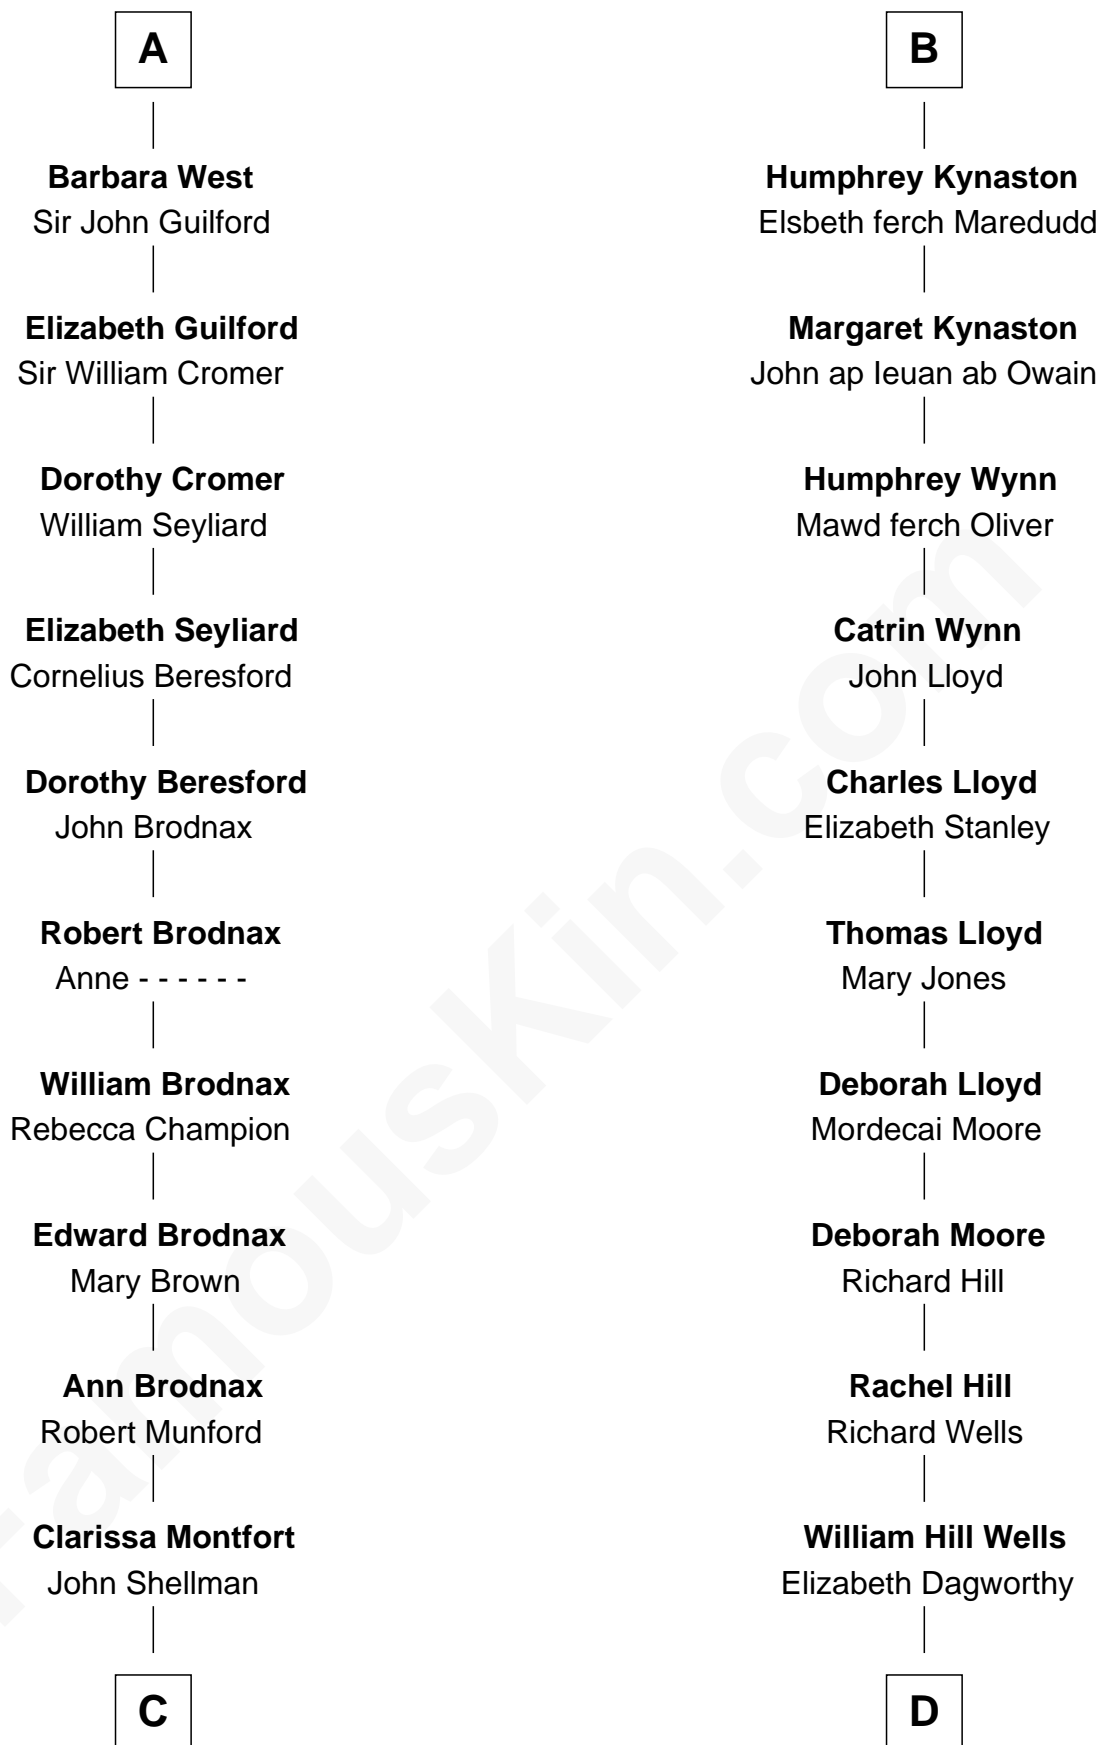 A
Barbara West
Sir John Guilford
Elizabeth Guilford
Sir William Cromer
Dorothy Cromer
William Seyliard
Elizabeth Seyliard
Cornelius Beresford
Dorothy Beresford
John Brodnax
Robert Brodnax
Anne - - - - - -
William Brodnax
Rebecca Champion
Edward Brodnax
Mary Brown
Ann Brodnax
Robert Munford
Clarissa Montfort
John Shellman
C
B
Humphrey Kynaston
Elsbeth ferch Maredudd
Margaret Kynaston
John ap Ieuan ab Owain
Humphrey Wynn
Mawd ferch Oliver
Catrin Wynn
John Lloyd
Charles Lloyd
Elizabeth Stanley
Thomas Lloyd
Mary Jones
Deborah Lloyd
Mordecai Moore
Deborah Moore
Richard Hill
Rachel Hill
Richard Wells
William Hill Wells
Elizabeth Dagworthy
D
FamousKin.com